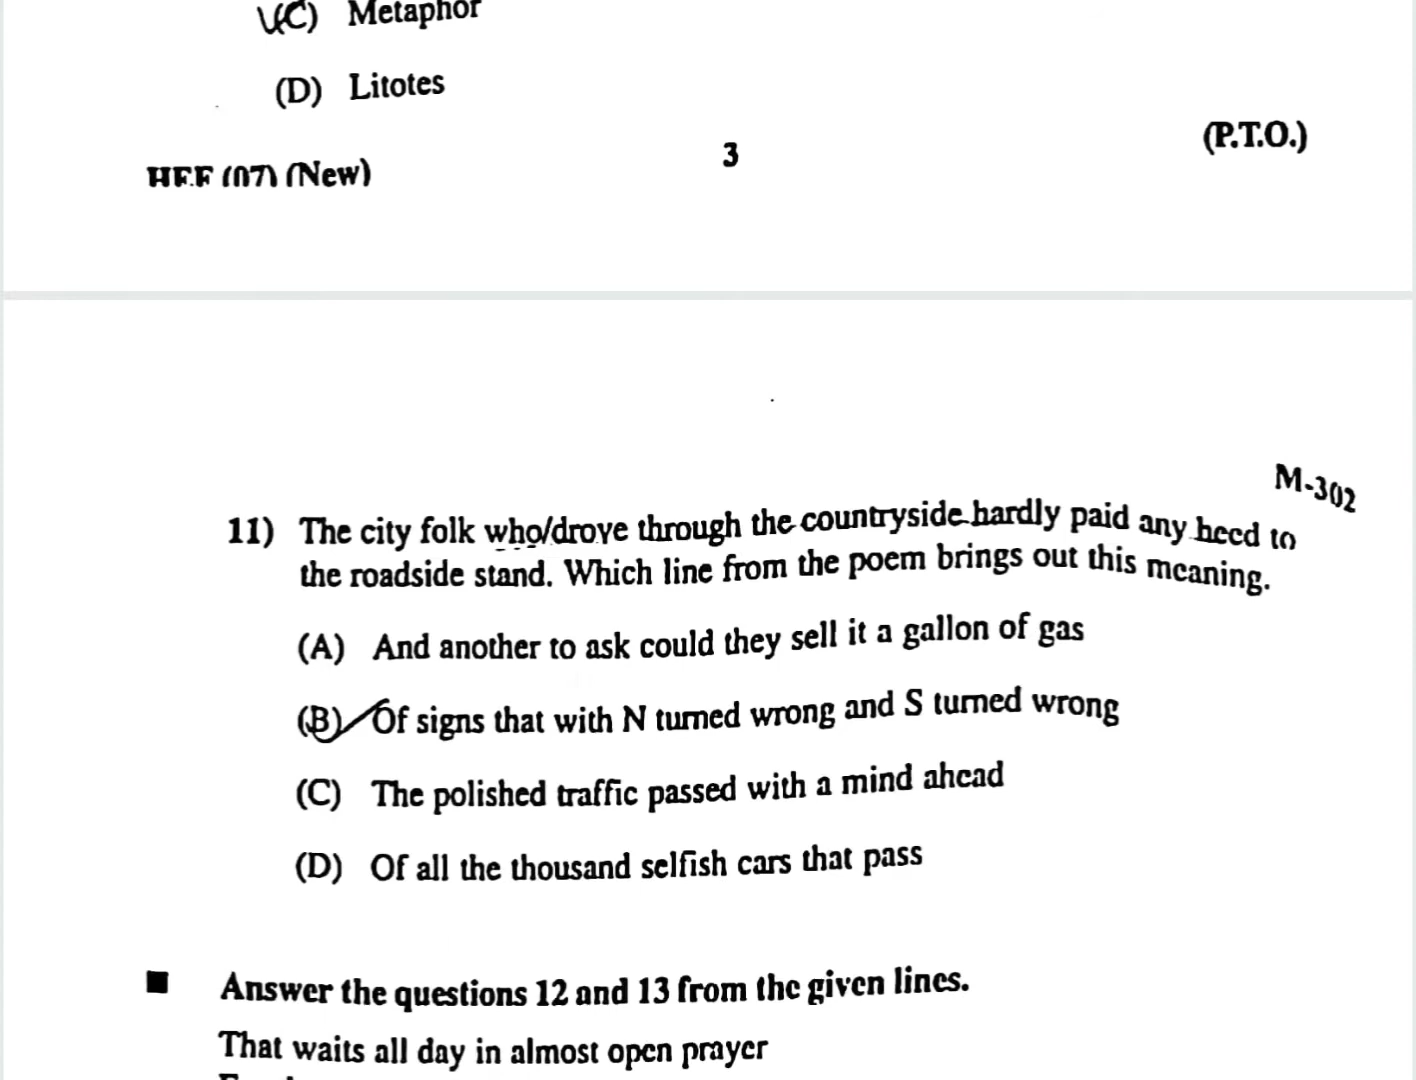 (C) Metaphor
(D) Litotes
(P.T.O.)
HEF (07) (New)
3
M-302
11) The city folk who/drove through the countryside hardly paid any heed to
the roadside stand. Which line from the poem brings out this meaning.
(A) And another to ask could they sell it a gallon of gas
(B) Of signs that with N turned wrong and S turned wrong
(C) The polished traffic passed with a mind ahead
(D) Of all the thousand selfish cars that pass
■ Answer the questions 12 and 13 from the given lines.
That waits all day in almost open prayer